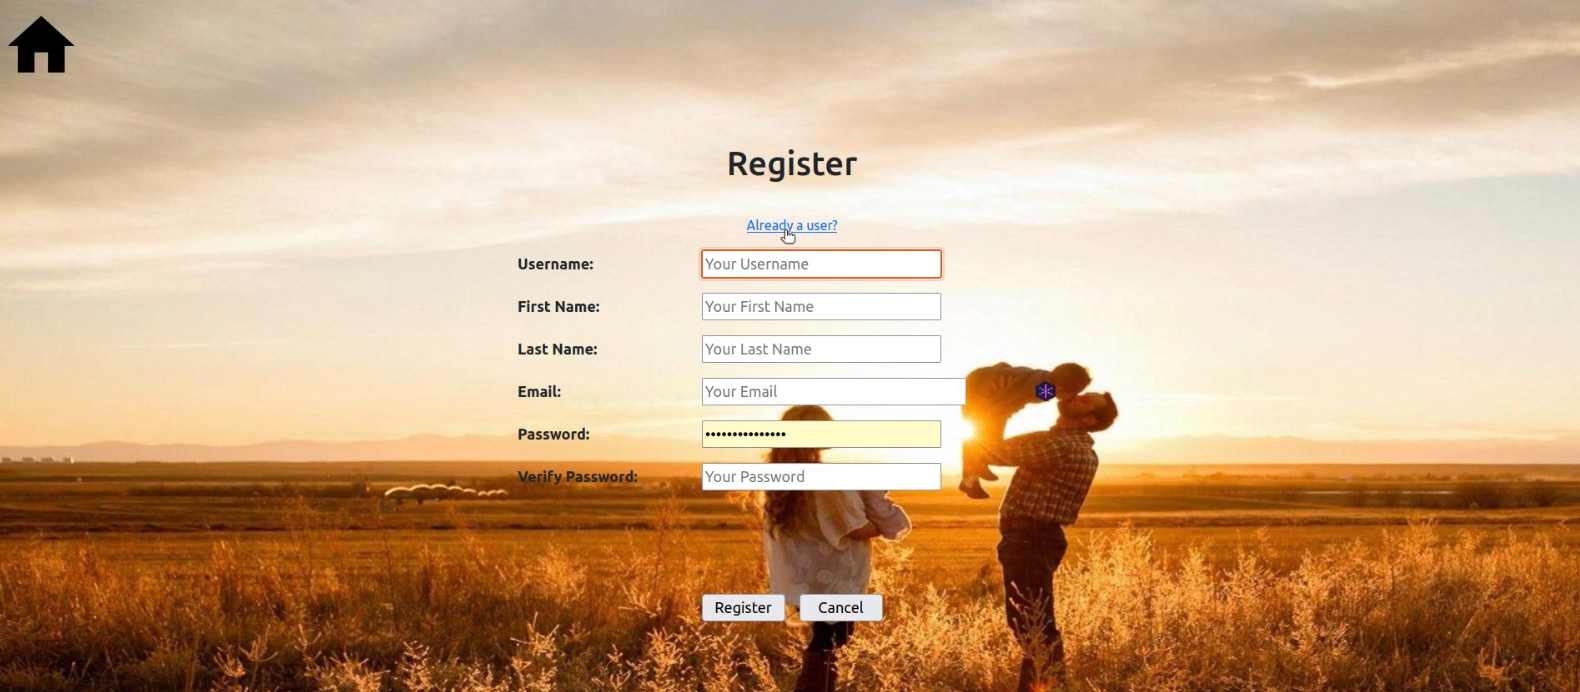 Register
Already a user?
Username: Your Username
First Name: Your First Name
Last Name: Your Last Name
Email: Your Email
Password: •••••••••••••••
Verify Password: Your Password
Register Cancel